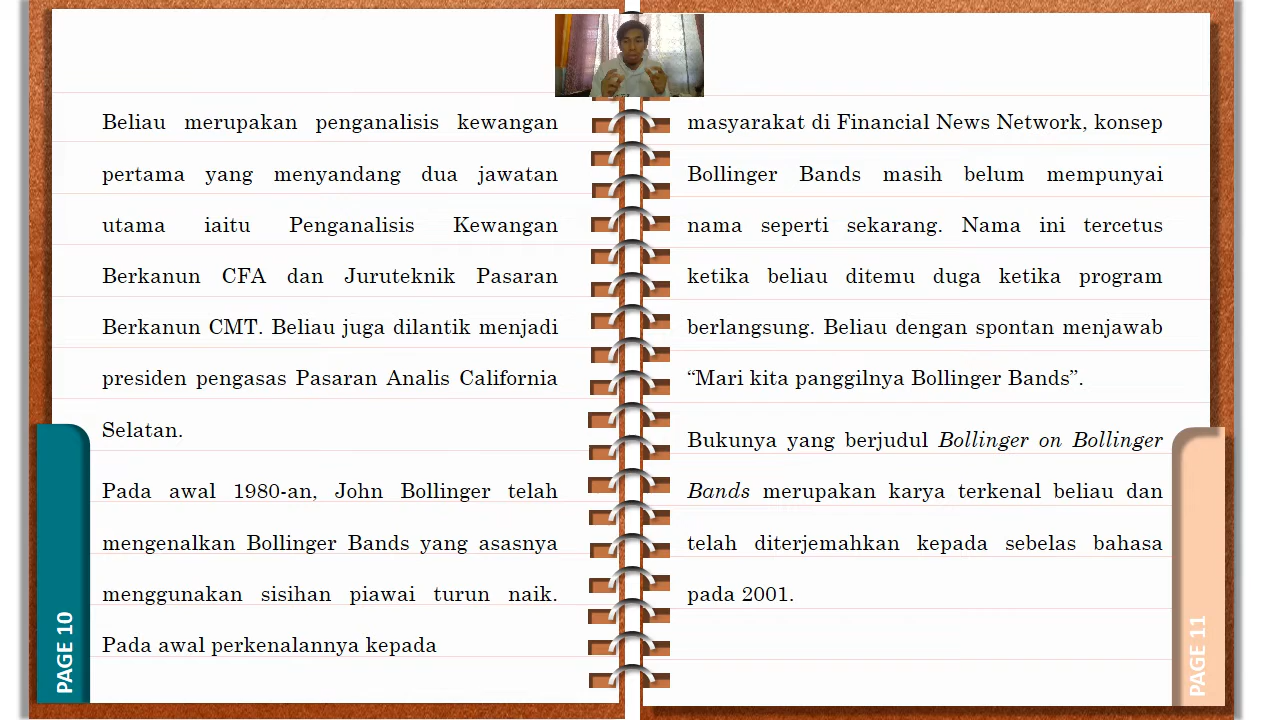 Beliau merupakan penganalisis kewangan
pertama yang menyandang dua jawatan
utama iaitu Penganalisis Kewangan
Berkanun CFA dan Juruteknik Pasaran
Berkanun CMT. Beliau juga dilantik menjadi
presiden pengasas Pasaran Analis California
Selatan.
Pada awal 1980-an, John Bollinger telah
mengenalkan Bollinger Bands yang asasnya
menggunakan sisihan piawai turun naik.
Pada awal perkenalannya kepada
PAGE 10
masyarakat di Financial News Network, konsep
Bollinger Bands masih belum mempunyai
nama seperti sekarang. Nama ini tercetus
ketika beliau ditemu duga ketika program
berlangsung. Beliau dengan spontan menjawab
“Mari kita panggilnya Bollinger Bands”.
Bukunya yang berjudul Bollinger on Bollinger
Bands merupakan karya terkenal beliau dan
telah diterjemahkan kepada sebelas bahasa
pada 2001.
PAGE 11